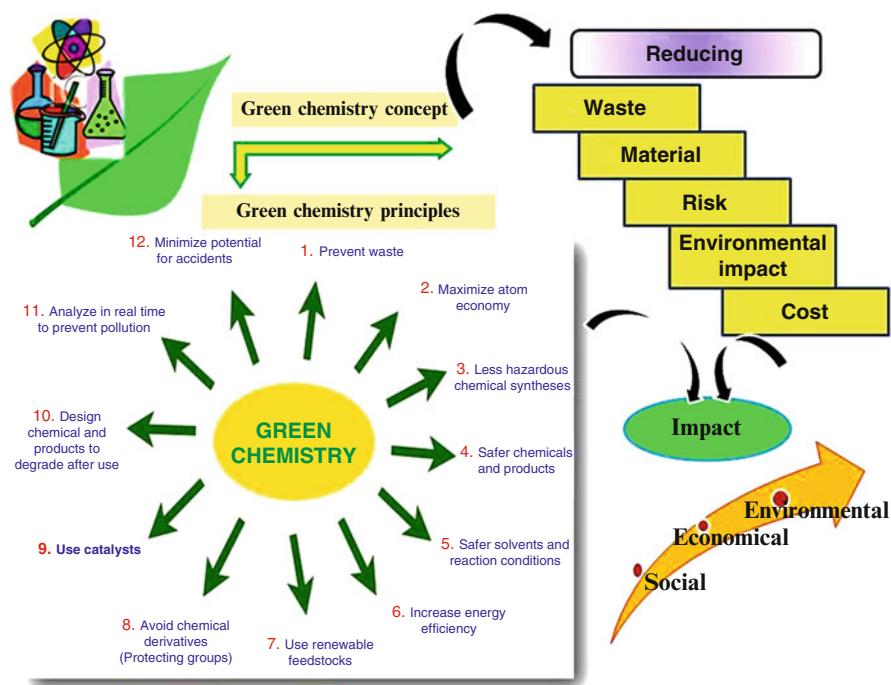 Green chemistry concept
Green chemistry principles
Reducing
Waste
Material
Risk
Environmental
impact
Cost
1. Prevent waste
2. Maximize atom
economy
3. Less hazardous
chemical syntheses
4. Safer chemicals
and products
5. Safer solvents and
reaction conditions
6. Increase energy
efficiency
7. Use renewable
feedstocks
8. Avoid chemical
derivatives
(Protecting groups)
9. Use catalysts
10. Design
chemical and
products to
degrade after use
11. Analyze in real time
to prevent pollution
12. Minimize potential
for accidents
GREEN
CHEMISTRY
Impact
Environmental
Economical
Social